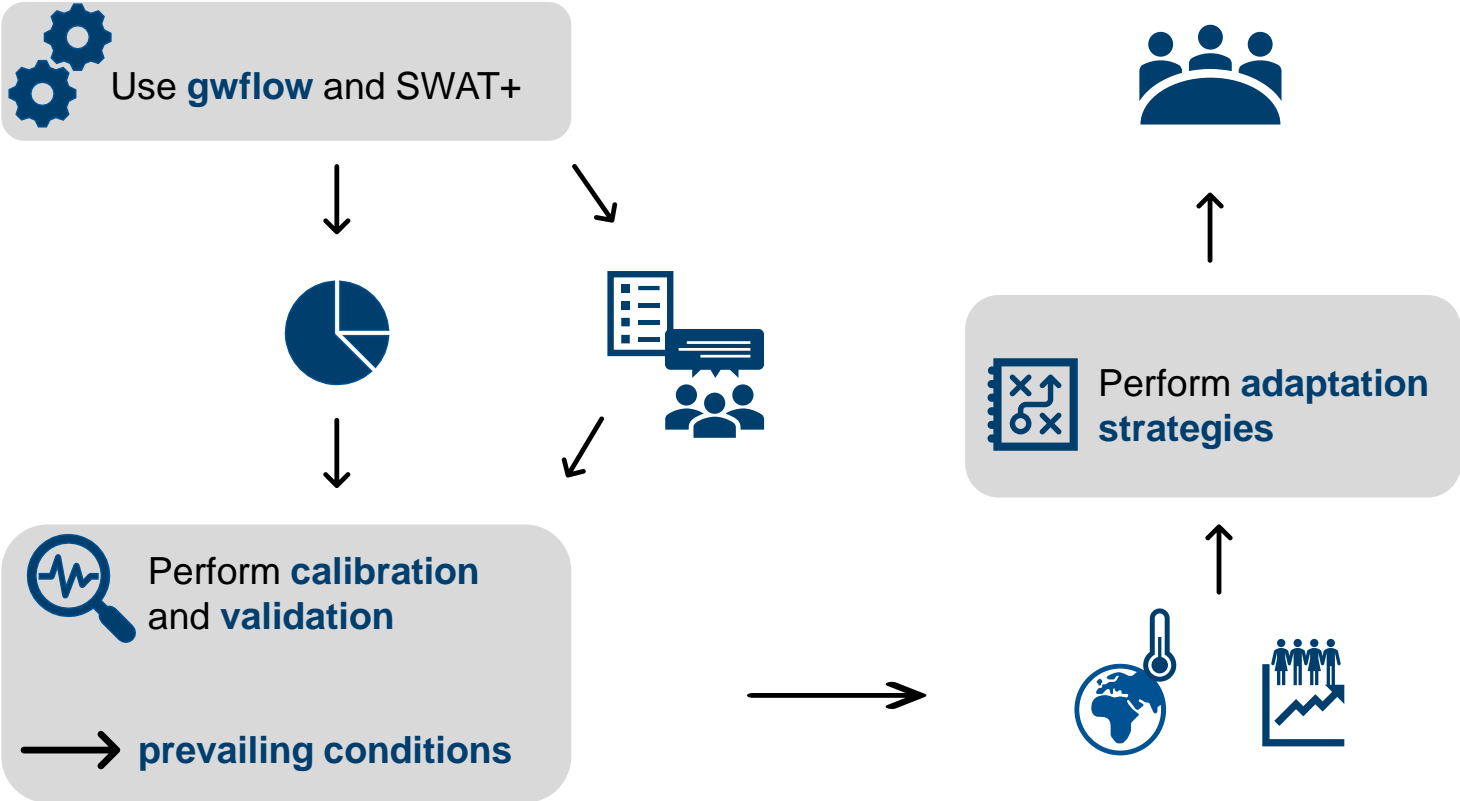 Use gwflow and SWAT+
Perform calibration
and validation
prevailing conditions
Perform adaptation
strategies